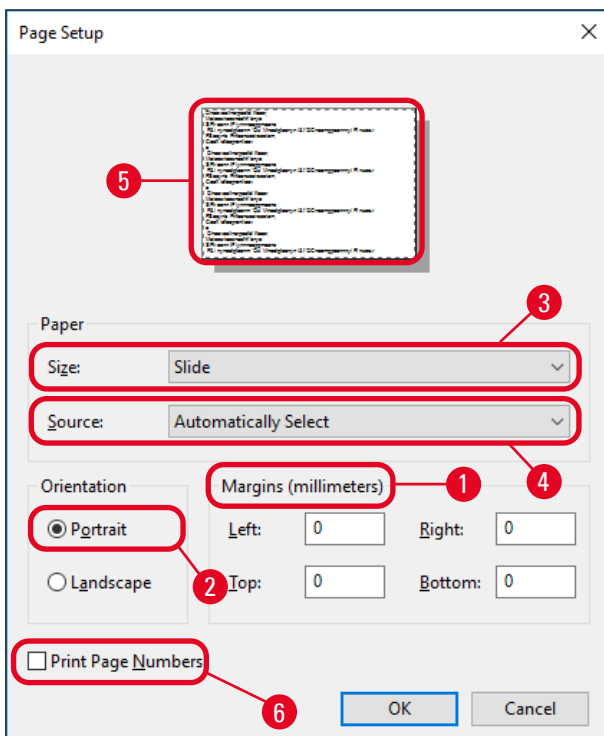 Page Setup
5
3
Paper
Size: Slide
Source: Automatically Select
4
Orientation
Margins (millimeters) 1
Portrait
Left: 0 Right: 0
Landscape
2
Top: 0 Bottom: 0
Print Page Numbers
6
OK Cancel